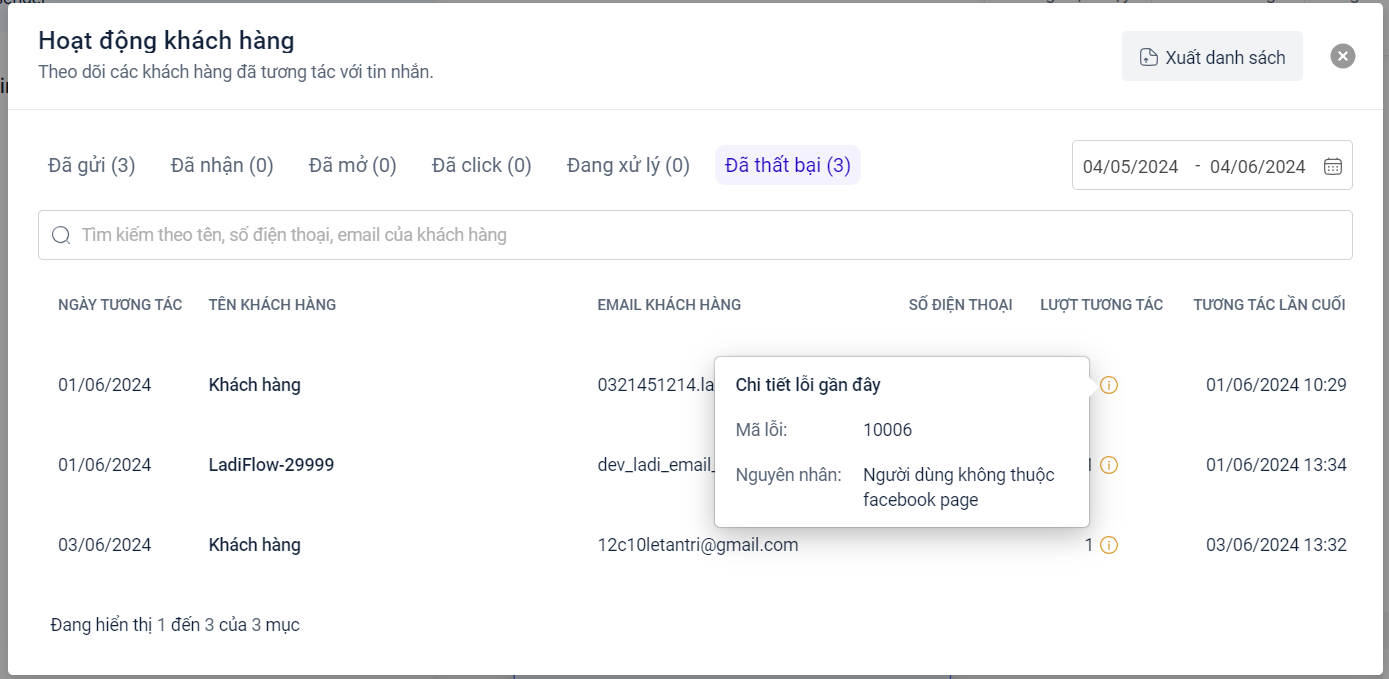 Hoạt động khách hàng
Theo dõi các khách hàng đã tương tác với tin nhắn.
Xuất danh sách
Đã gửi (3) Đã nhận (0) Đã mở (0) Đã click (0) Đang xử lý (0) Đã thất bại (3) 04/05/2024 - 04/06/2024
Tìm kiếm theo tên, số điện thoại, email của khách hàng
NGÀY TƯƠNG TÁC TÊN KHÁCH HÀNG EMAIL KHÁCH HÀNG SỐ ĐIỆN THOẠI LƯỢT TƯƠNG TÁC TƯƠNG TÁC LẦN CUỐI
01/06/2024 Khách hàng 0321451214.la 01/06/2024 10:29
Chi tiết lỗi gần đây
Mã lỗi: 10006
Nguyên nhân: Người dùng không thuộc
facebook page
01/06/2024 LadiFlow-29999 dev_ladi_email_ 1 01/06/2024 13:34
03/06/2024 Khách hàng 12c10letantri@gmail.com 1 03/06/2024 13:32
Đang hiển thị 1 đến 3 của 3 mục